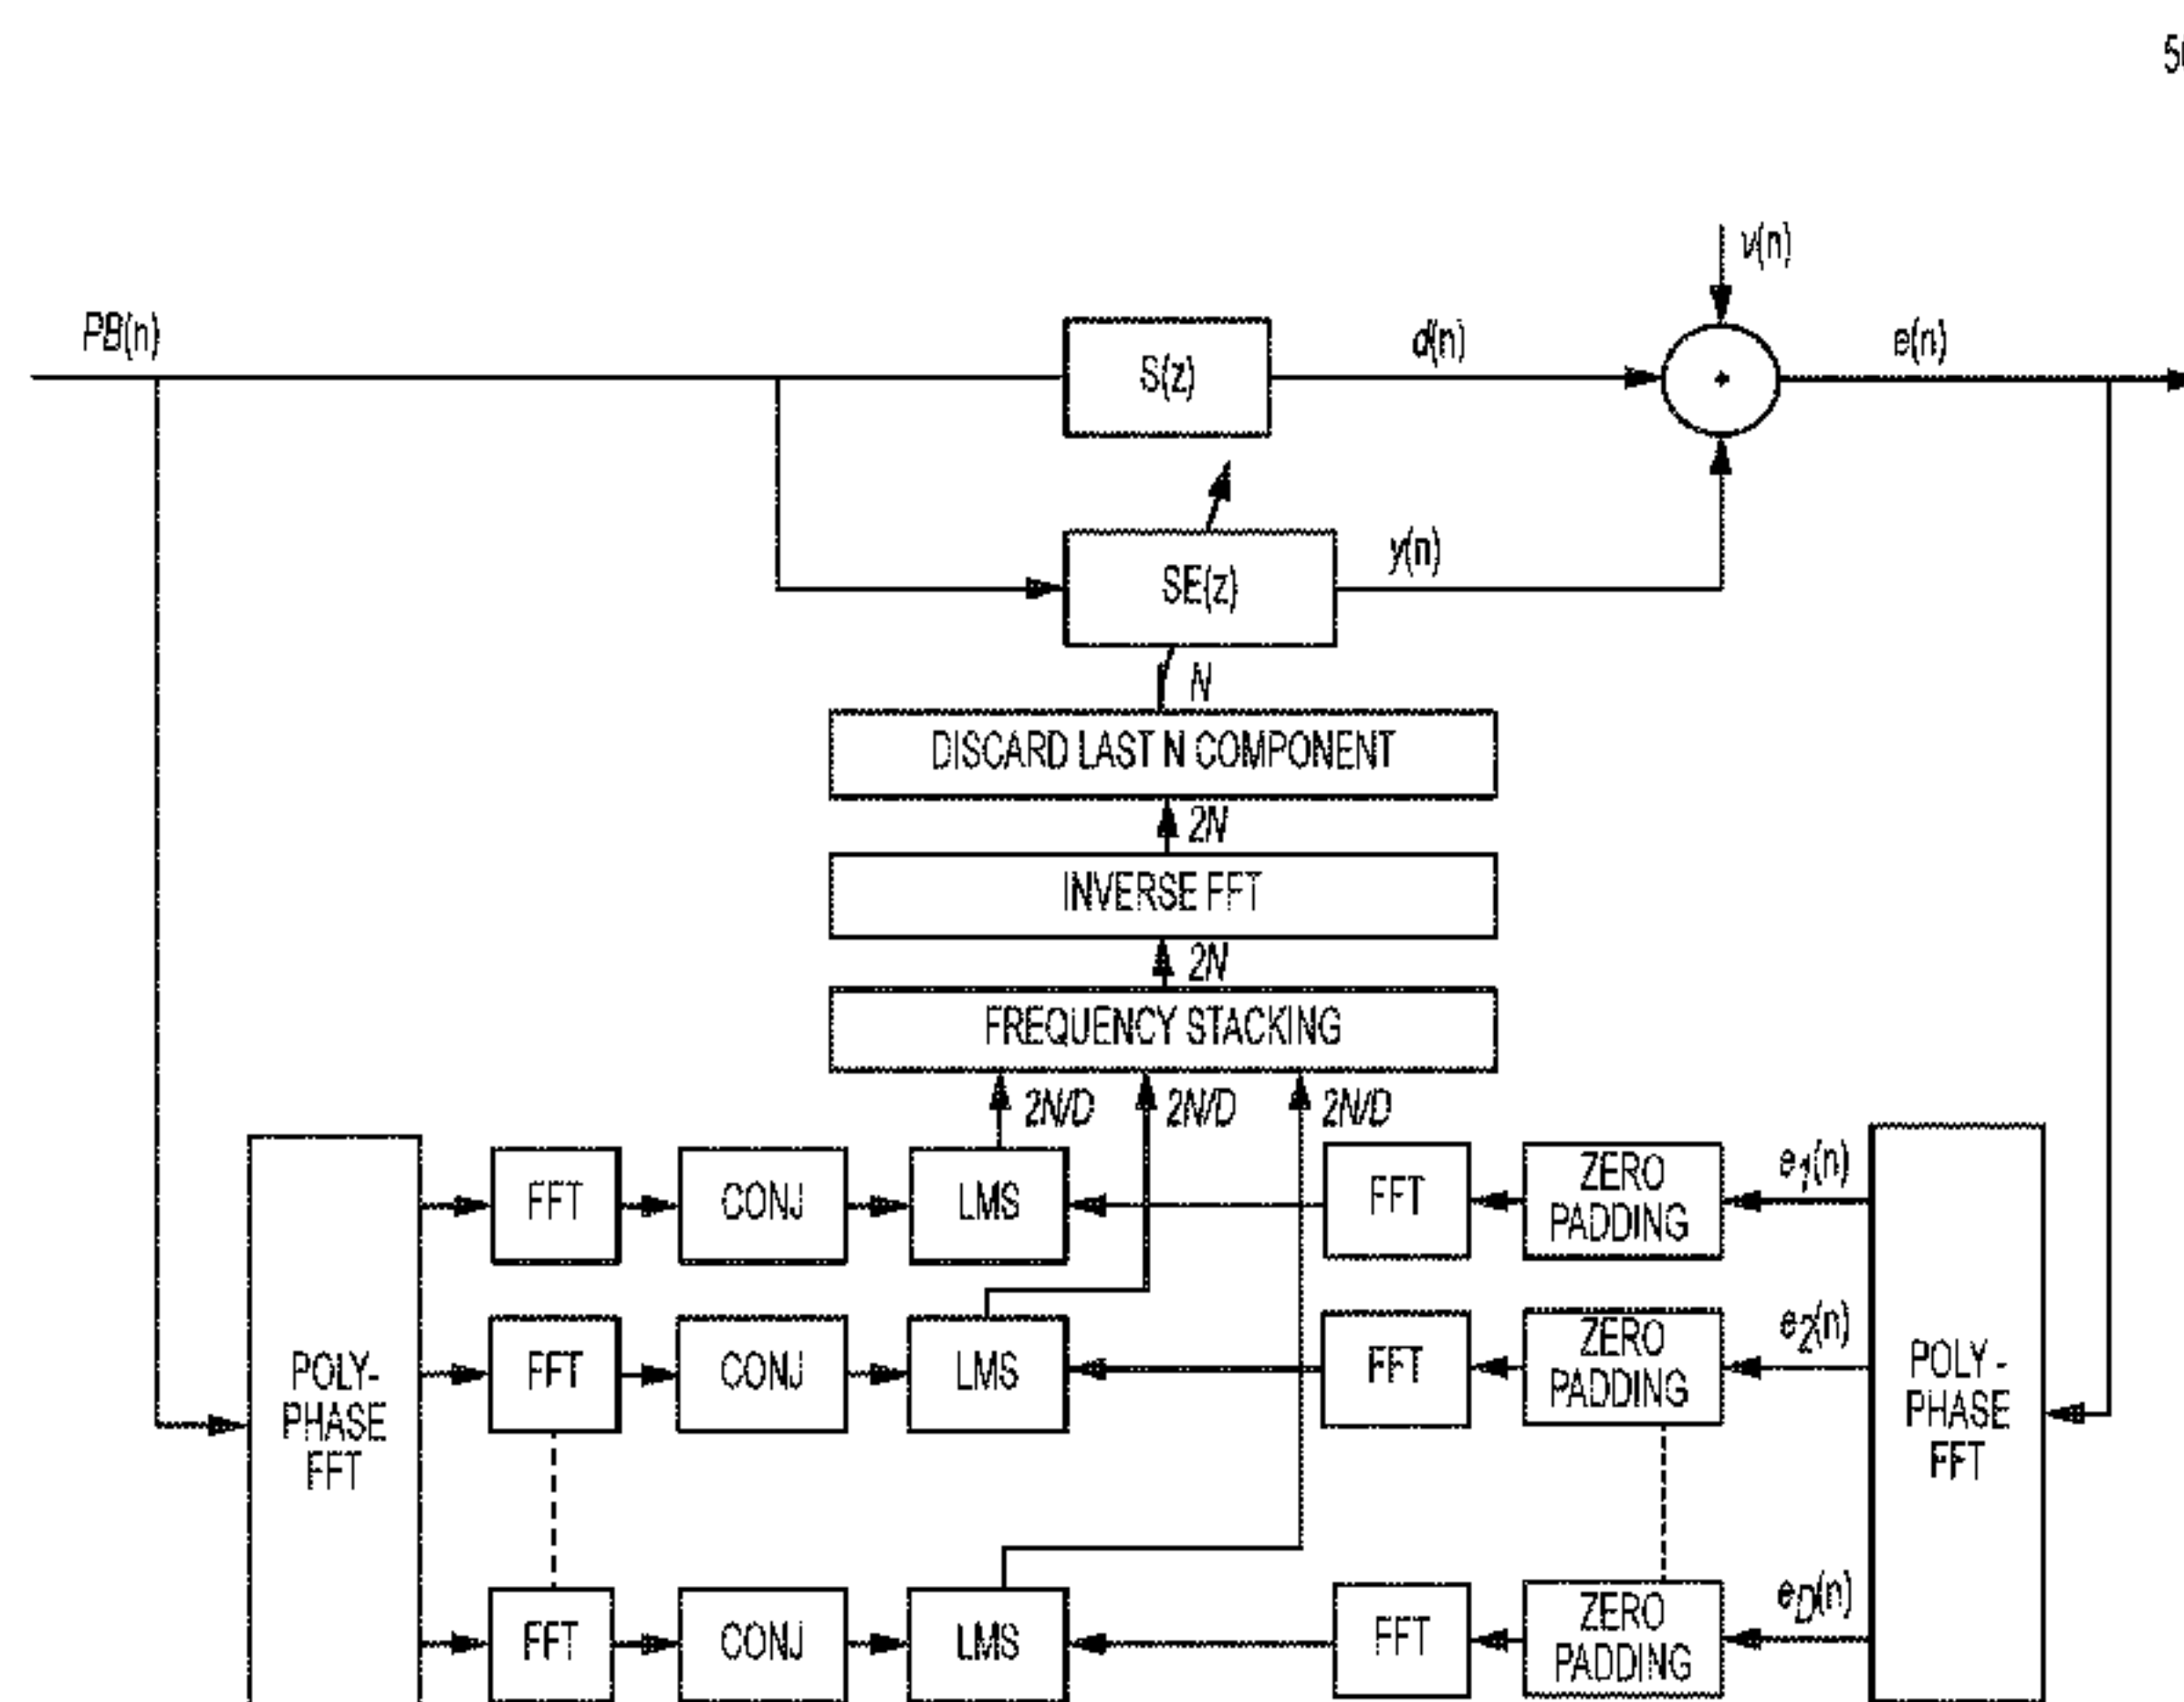 v(n)
PB(n)
S(z)
d(n)
e(n)
SE(z)
y(n)
N
DISCARD LAST N COMPONENT
2N
INVERSE FFT
2N
FREQUENCY STACKING
2N/D
2N/D
2N/D
POLY-
PHASE
FFT
FFT
CONJ
LMS
FFT
ZERO
PADDING
e1(n)
FFT
CONJ
LMS
FFT
ZERO
PADDING
e2(n)
FFT
CONJ
LMS
FFT
ZERO
PADDING
eD(n)
POLY-
PHASE
FFT